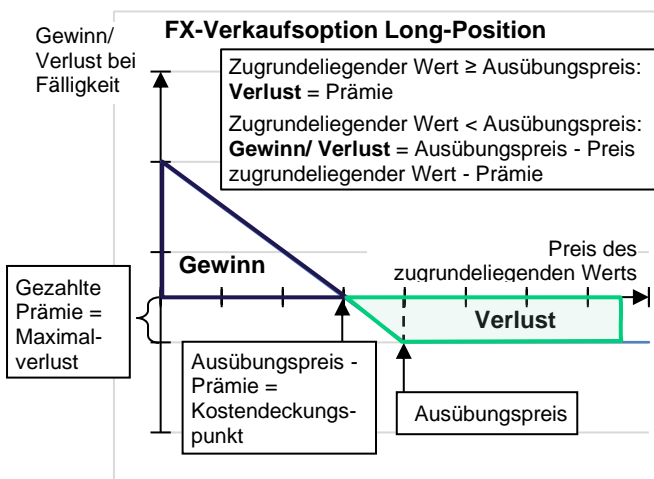 FX-Verkaufsoption Long-Position
Gewinn/
Verlust bei
Fälligkeit
Zugrundeliegender Wert ≥ Ausübungspreis:
Verlust = Prämie
Zugrundeliegender Wert < Ausübungspreis:
Gewinn/ Verlust = Ausübungspreis - Preis
zugrundeliegender Wert - Prämie
Gewinn
Preis des
zugrundeliegenden Werts
Gezahlte
Prämie =
Maximal-
verlust
Verlust
Ausübungspreis -
Prämie =
Kostendeckungs-
punkt
Ausübungspreis